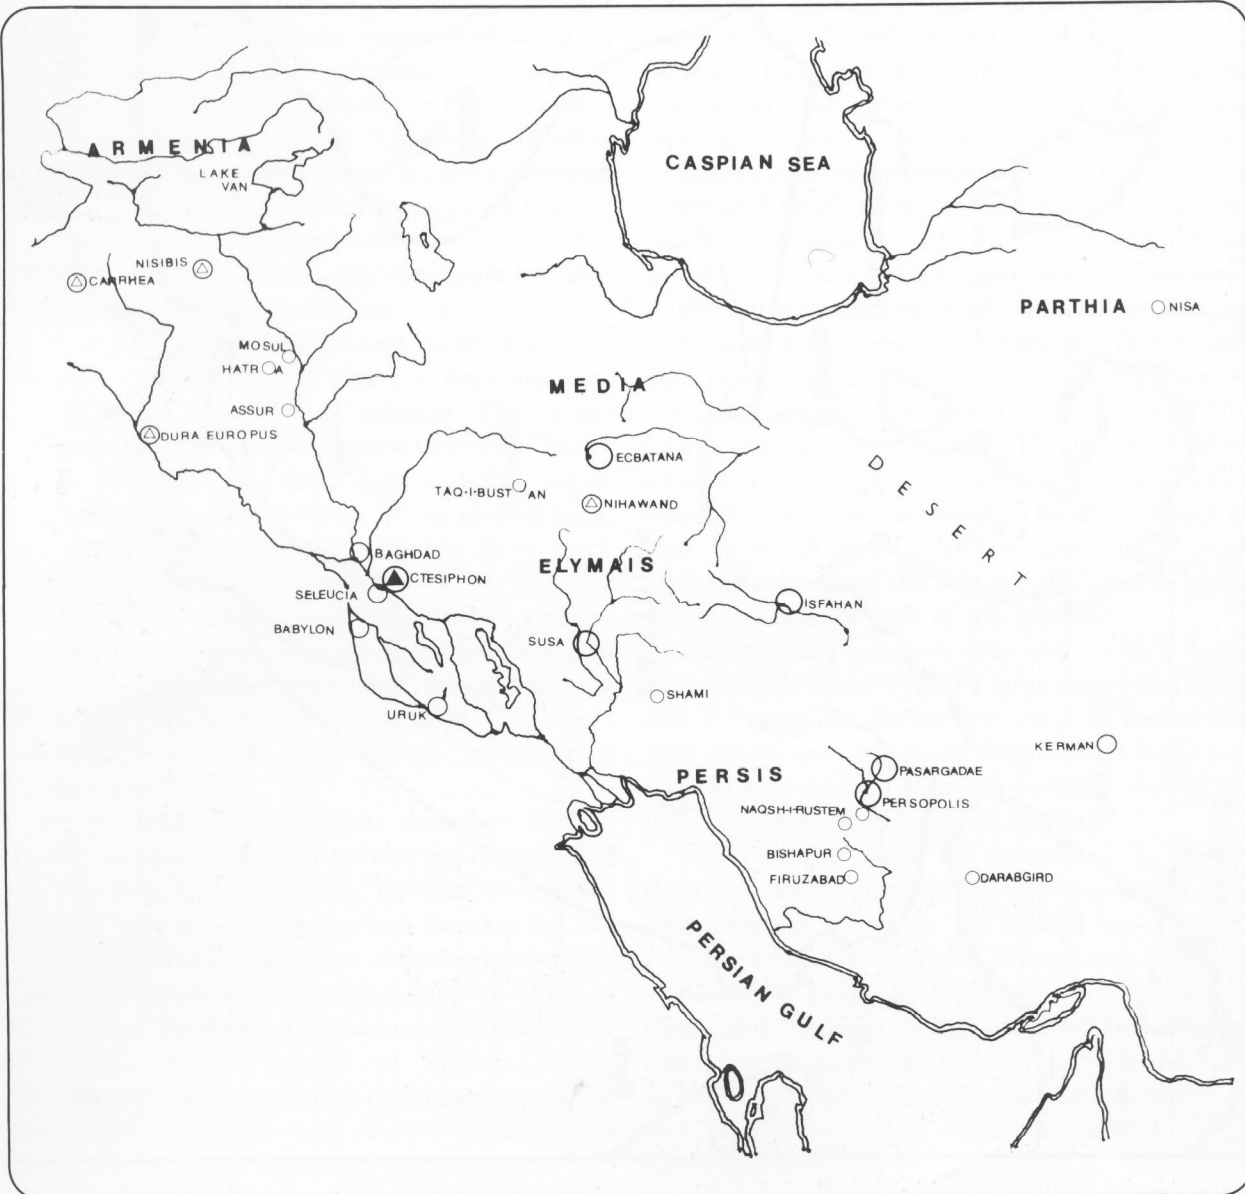 ARMENIA
LAKE
VAN
CASPIAN SEA
NISIBIS
CARRHEA
PARTHIA
NISA
MOSUL
HATRA
ASSUR
MEDIA
DURA EUROPUS
ECBATANA
TAQ-I-BUSTAN
NIHAWAND
DESERT
BAGHDAD
ELYMAIS
CTESIPHON
SELEUCIA
ISFAHAN
BABYLON
SUSA
SHAMI
URUK
KERMAN
PERSIS
PASARGADAE
PERSOPOLIS
NAQSH-I-RUSTEM
BISHAPUR
FIRUZABAD
DARABGIRD
PERSIAN GULF